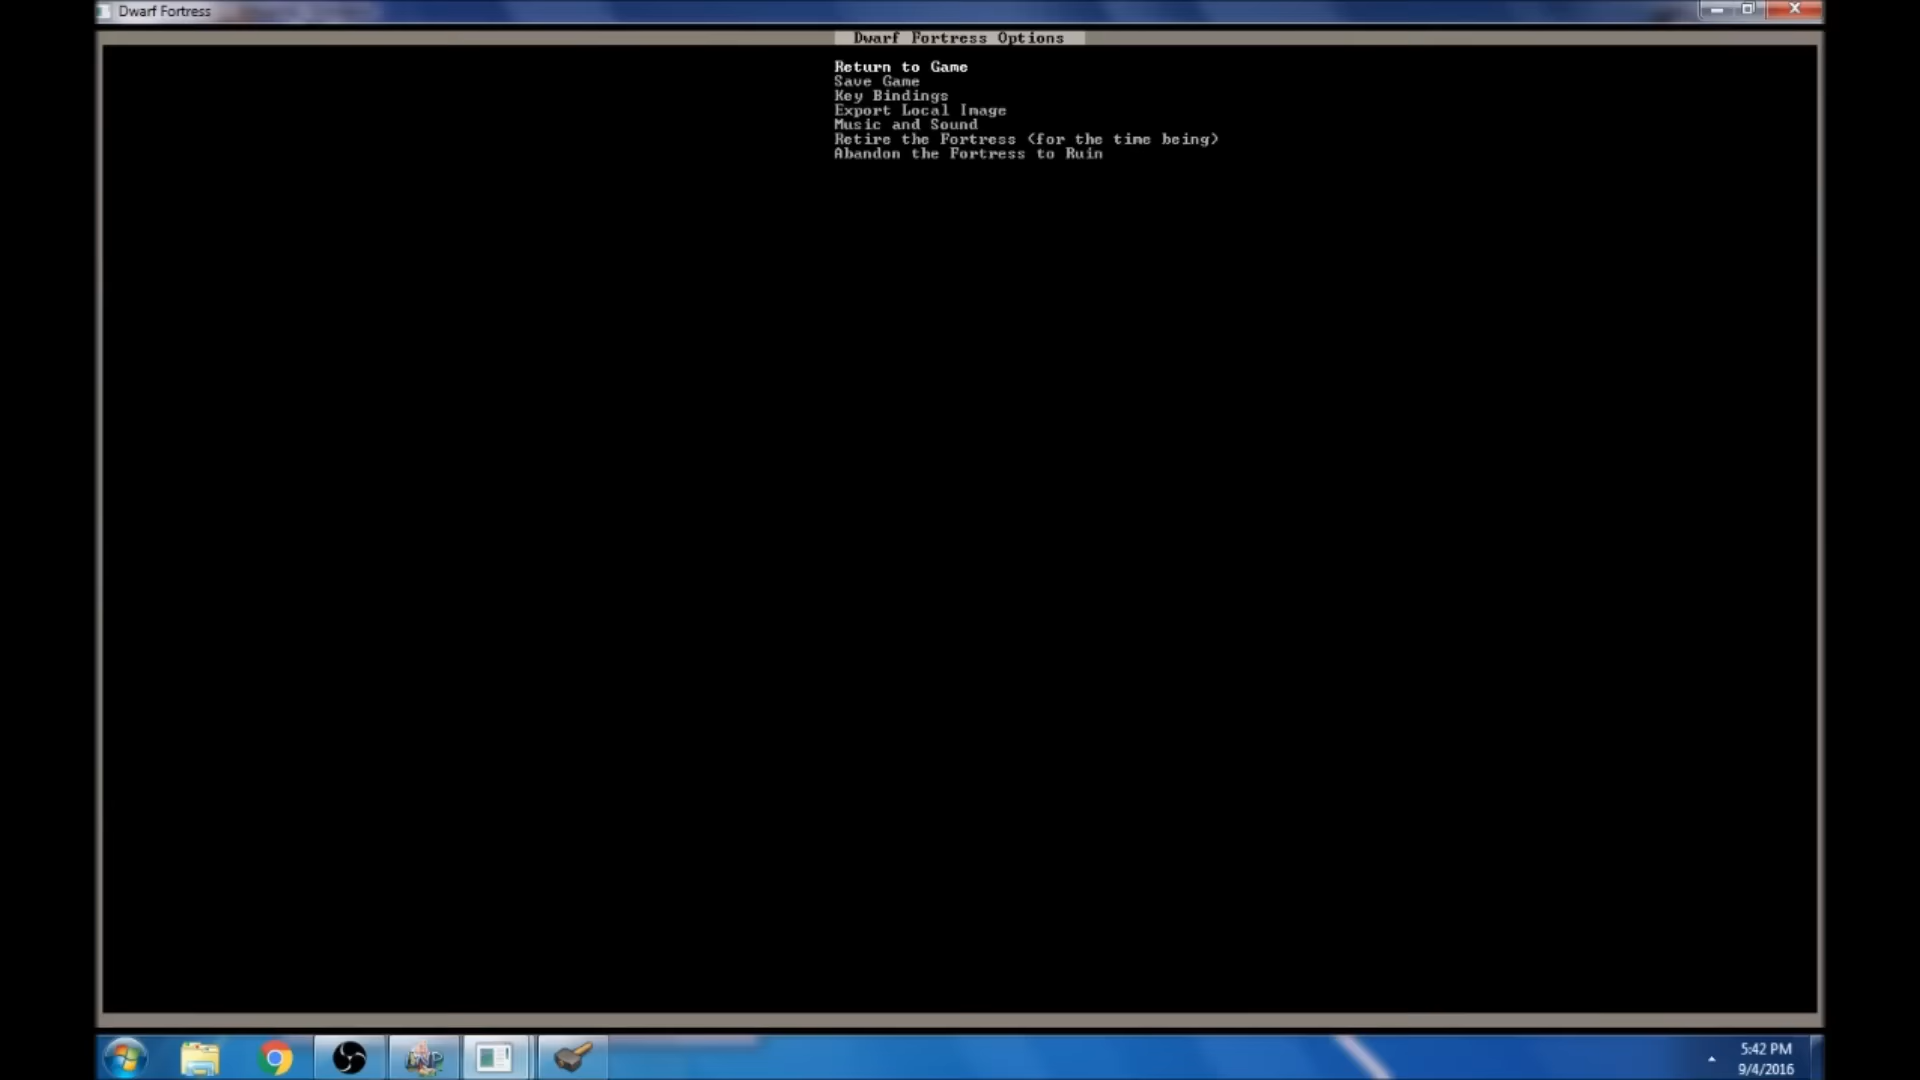 Dwarf Fortress
Dwarf Fortress Options
Return to Game
Save Game
Key Bindings
Export Local Image
Music and Sound
Retire the Fortress (for the time being)
Abandon the Fortress to Ruin
5:42 PM
9/4/2016